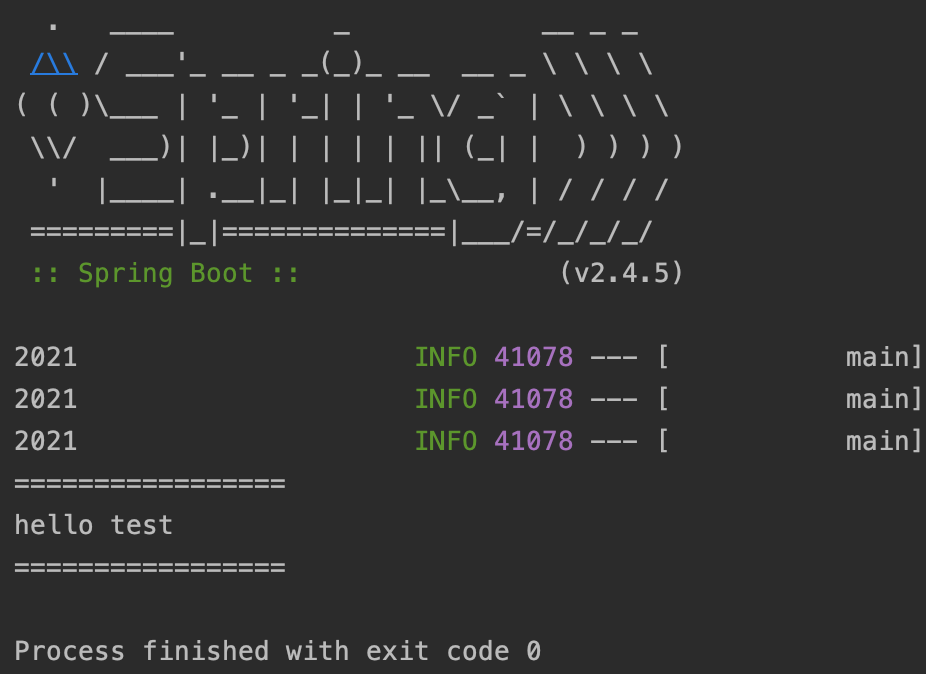 .   ____          _            __ _ _
 /\\ / ___'_ __ _ _(_)_ __  __ _ \ \ \ \
( ( )\___ | '_ | '_| | '_ \/ _` | \ \ \ \
 \\/  ___)| |_)| | | | | || (_| |  ) ) ) )
  '  |____| .__|_| |_|_| |_\__, | / / / /
 =========|_|==============|___/=/_/_/_/
 :: Spring Boot ::                (v2.4.5)
2021                     INFO 41078 --- [           main]
2021                     INFO 41078 --- [           main]
2021                     INFO 41078 --- [           main]
=================
hello test
=================
Process finished with exit code 0